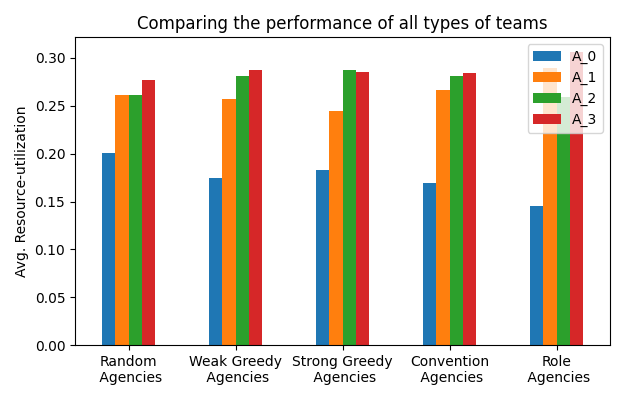 Comparing the performance of all types of teams
Avg. Resource-utilization
0.30
0.25
0.20
0.15
0.10
0.05
0.00
A_0
A_1
A_2
A_3
Random
Agencies
Weak Greedy
Agencies
Strong Greedy
Agencies
Convention
Agencies
Role
Agencies